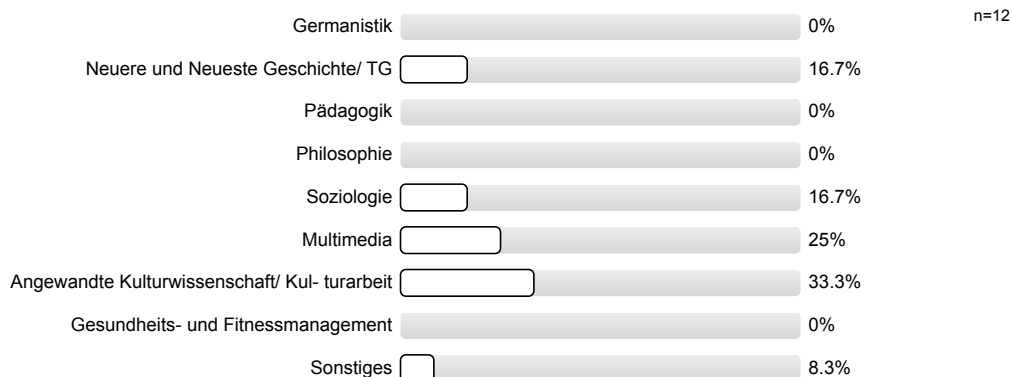 Germanistik 0% n=12
Neuere und Neueste Geschichte/ TG 16.7%
Pädagogik 0%
Philosophie 0%
Soziologie 16.7%
Multimedia 25%
Angewandte Kulturwissenschaft/ Kul- turarbeit 33.3%
Gesundheits- und Fitnessmanagement 0%
Sonstiges 8.3%